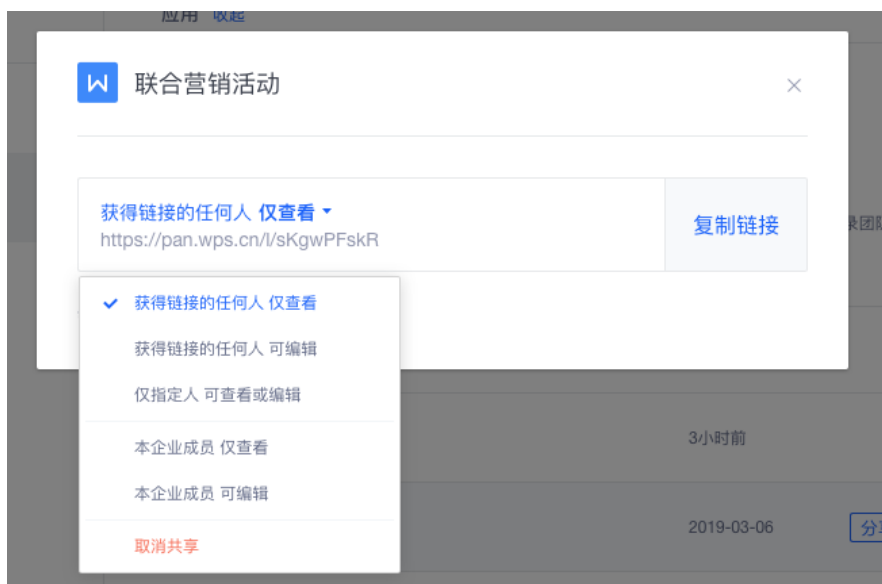 应用 收起
联合营销活动
获得链接的任何人 仅查看
https://pan.wps.cn/l/sKgwPFskR
复制链接
获得链接的任何人 仅查看
获得链接的任何人 可编辑
仅指定人 可查看或编辑
本企业成员 仅查看
3小时前
本企业成员 可编辑
2019-03-06
取消共享